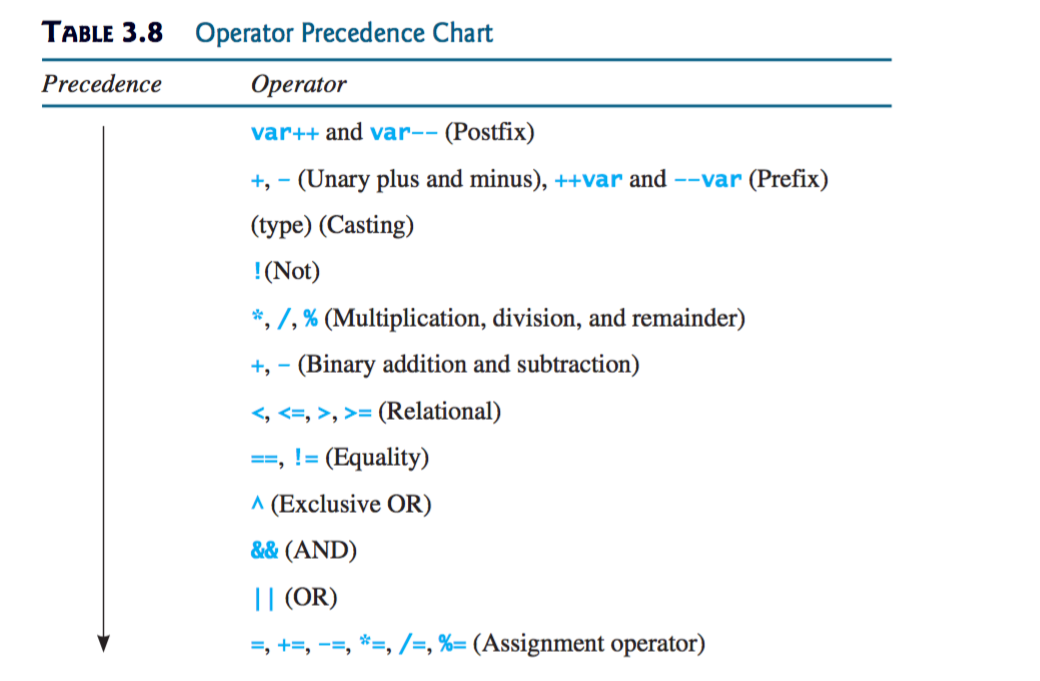 TABLE 3.8 Operator Precedence Chart
Precedence Operator
var++ and var-- (Postfix)
+, - (Unary plus and minus), ++var and --var (Prefix)
(type) (Casting)
!(Not)
*, /, % (Multiplication, division, and remainder)
+, - (Binary addition and subtraction)
<, <=, >, >= (Relational)
==, != (Equality)
^ (Exclusive OR)
&& (AND)
|| (OR)
=, +=, -=, *=, /=, %= (Assignment operator)